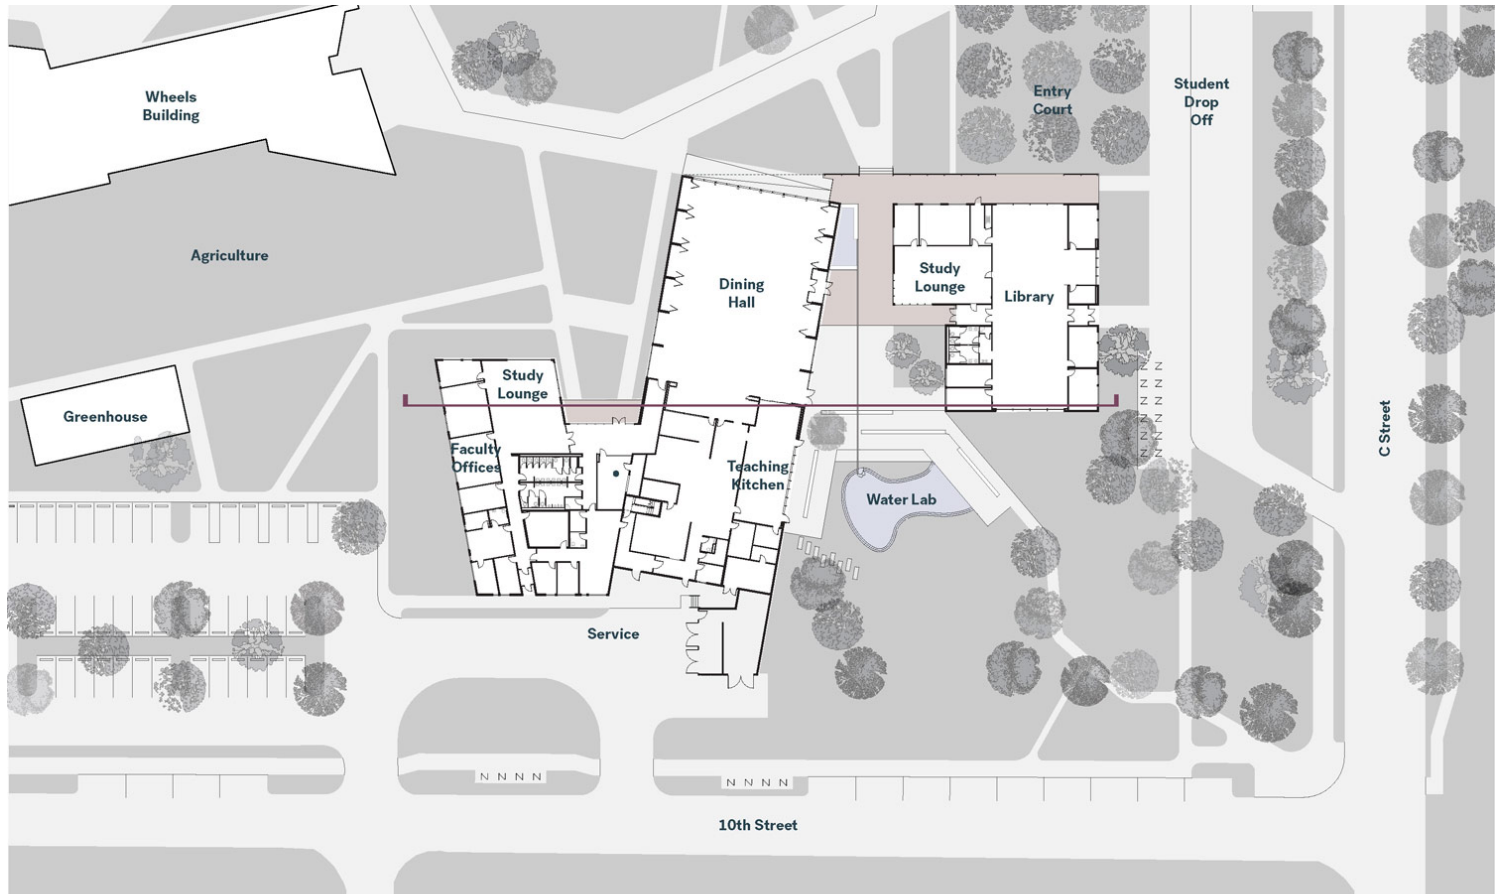 Wheels
Building
Entry
Court
Student
Drop
Off
Agriculture
Dining
Hall
Study
Lounge
Library
Study
Lounge
Greenhouse
Faculty
Offices
Teaching
Kitchen
Water Lab
C Street
Service
10th Street